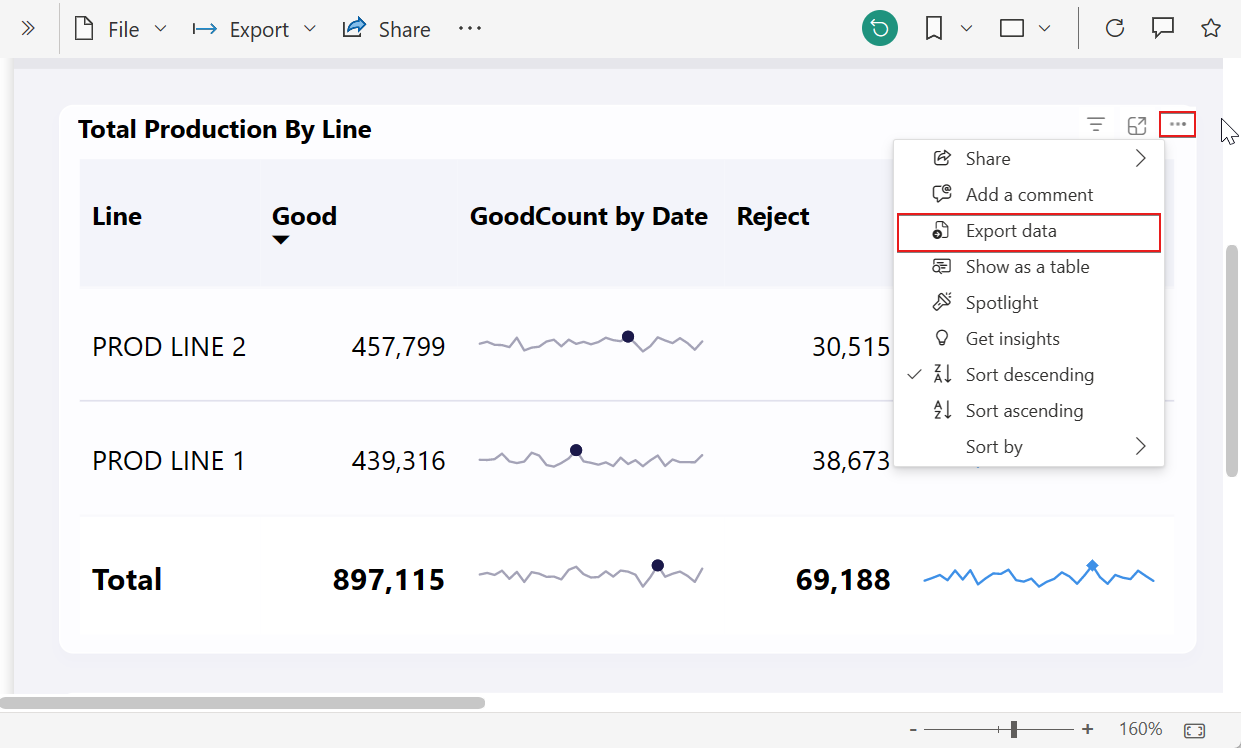 File Export Share
Total Production By Line
Share
Add a comment
Line Good GoodCount by Date Reject
Export data
Show as a table
Spotlight
Get insights
PROD LINE 2 457,799 30,515
Sort descending
Sort ascending
Sort by
PROD LINE 1 439,316 38,673
Total 897,115 69,188
- + 160%